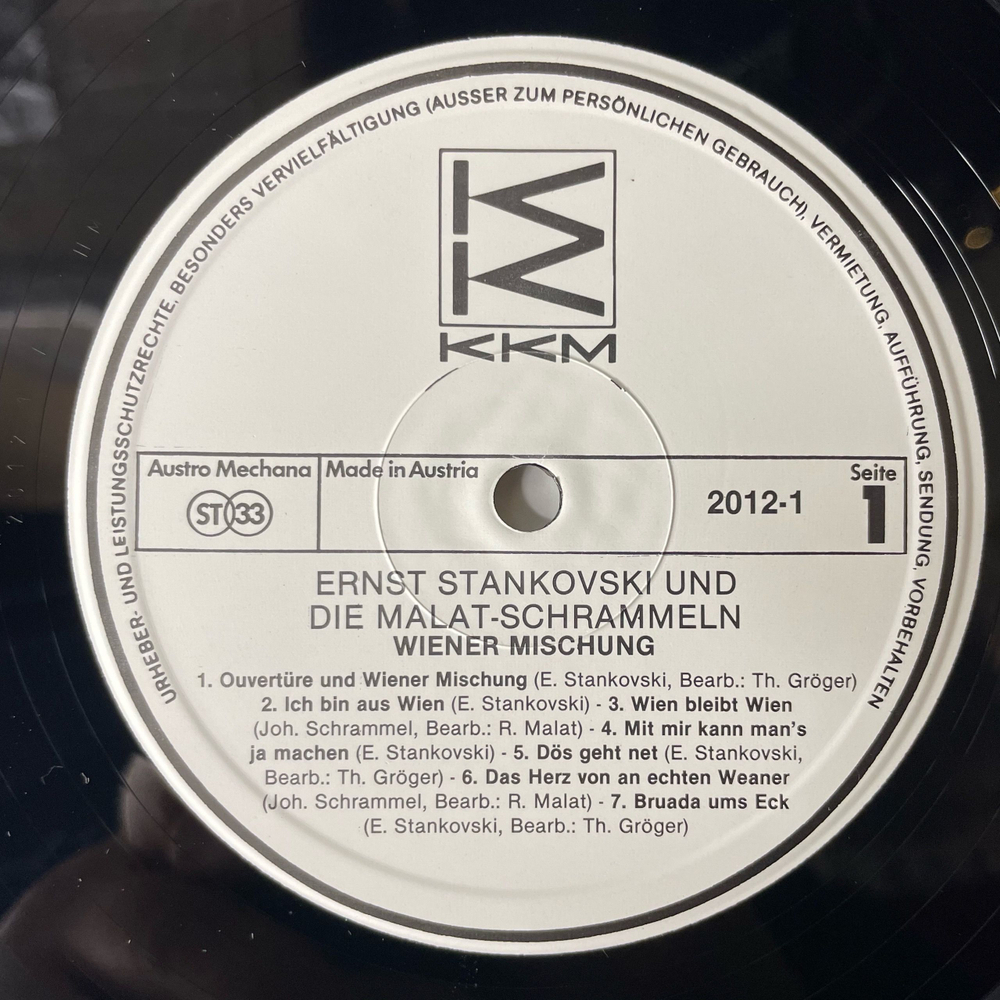 URHEBER- UND LEISTUNGSSCHUTZRECHTE, BESONDERS VERVIELFÄLTIGUNG (AUSSER ZUM PERSÖNLICHEN GEBRAUCH), VERMIETUNG, AUFFÜHRUNG, SENDUNG, VORBEHALTEN
KKM
Austro Mechana
ST 33
Made in Austria
2012-1
Seite
1
ERNST STANKOVSKI UND
DIE MALAT-SCHRAMMELN
WIENER MISCHUNG
1. Ouvertüre und Wiener Mischung (E. Stankovski, Bearb.: Th. Gröger)
2. Ich bin aus Wien (E. Stankovski) - 3. Wien bleibt Wien
(Joh. Schrammel, Bearb.: R. Malat) - 4. Mit mir kann man's
ja machen (E. Stankovski) - 5. Dös geht net (E. Stankovski,
Bearb.: Th. Gröger) - 6. Das Herz von an echten Weaner
(Joh. Schrammel, Bearb.: R. Malat) - 7. Bruada ums Eck
(E. Stankovski, Bearb.: Th. Gröger)